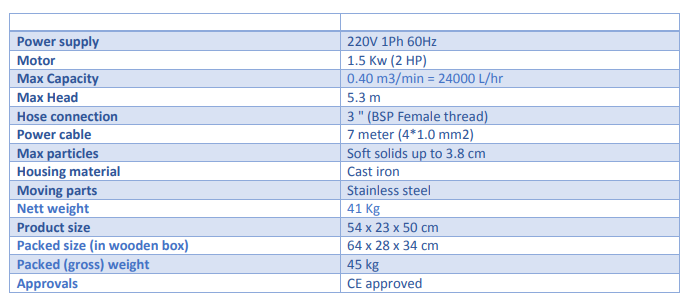 Power supply 220V 1Ph 60Hz
Motor 1.5 Kw (2 HP)
Max Capacity 0.40 m3/min = 24000 L/hr
Max Head 5.3 m
Hose connection 3 " (BSP Female thread)
Power cable 7 meter (4*1.0 mm2)
Max particles Soft solids up to 3.8 cm
Housing material Cast iron
Moving parts Stainless steel
Nett weight 41 Kg
Product size 54 x 23 x 50 cm
Packed size (in wooden box) 64 x 28 x 34 cm
Packed (gross) weight 45 kg
Approvals CE approved